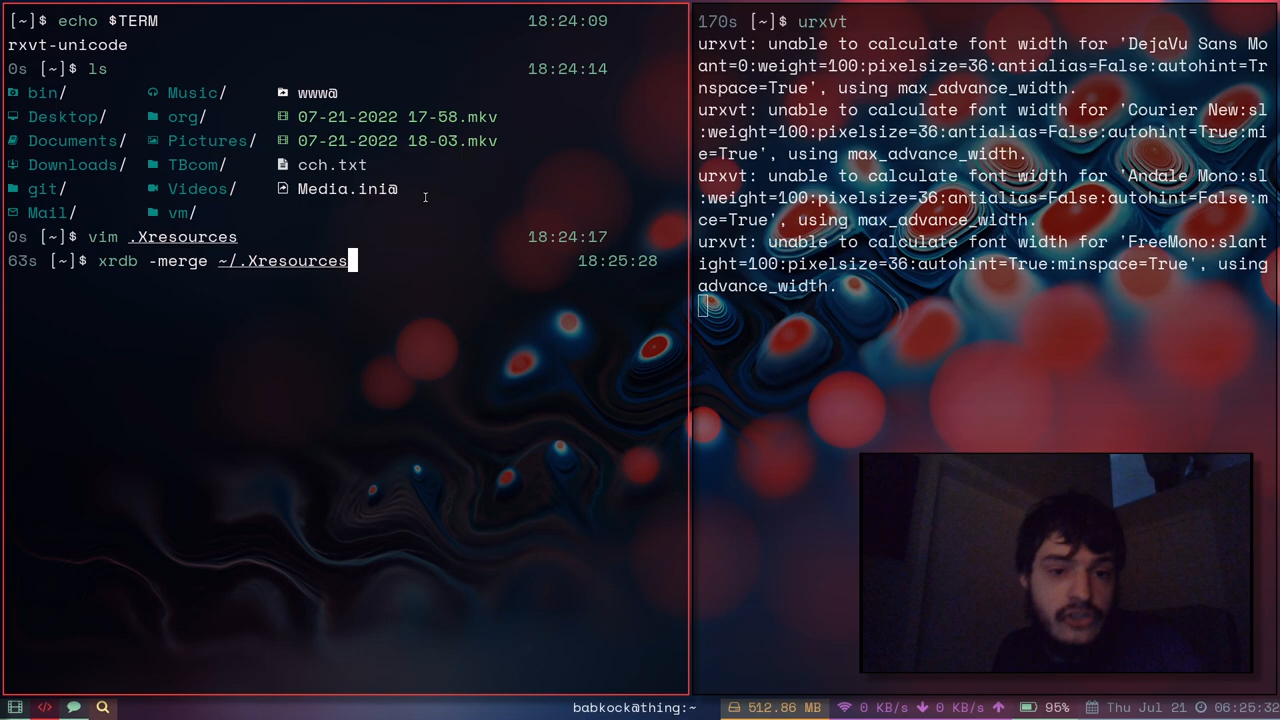 [~]$ echo $TERM 18:24:09
rxvt-unicode
0s [~]$ ls 18:24:14
bin/ Music/ www@
Desktop/ org/ 07-21-2022 17-58.mkv
Documents/ Pictures/ 07-21-2022 18-03.mkv
Downloads/ TBcom/ cch.txt
git/ Videos/ Media.ini@
Mail/ vm/
0s [~]$ vim .Xresources 18:24:17
63s [~]$ xrdb -merge ~/.Xresources 18:25:28
170s [~]$ urxvt
urxvt: unable to calculate font width for 'DejaVu Sans Mo
ant=0:weight=100:pixelsize=36:antialias=False:autohint=Tr
nspace=True', using max_advance_width.
urxvt: unable to calculate font width for 'Courier New:sl
:weight=100:pixelsize=36:antialias=False:autohint=True:mi
e=True', using max_advance_width.
urxvt: unable to calculate font width for 'Andale Mono:sl
:weight=100:pixelsize=36:antialias=False:autohint=False:m
ce=True', using max_advance_width.
urxvt: unable to calculate font width for 'FreeMono:slant
ight=100:pixelsize=36:autohint=True:minspace=True', using
advance_width.
babkock@thing:~ 512.86 MB 0 KB/s 0 KB/s 95% Thu Jul 21 06:25:32